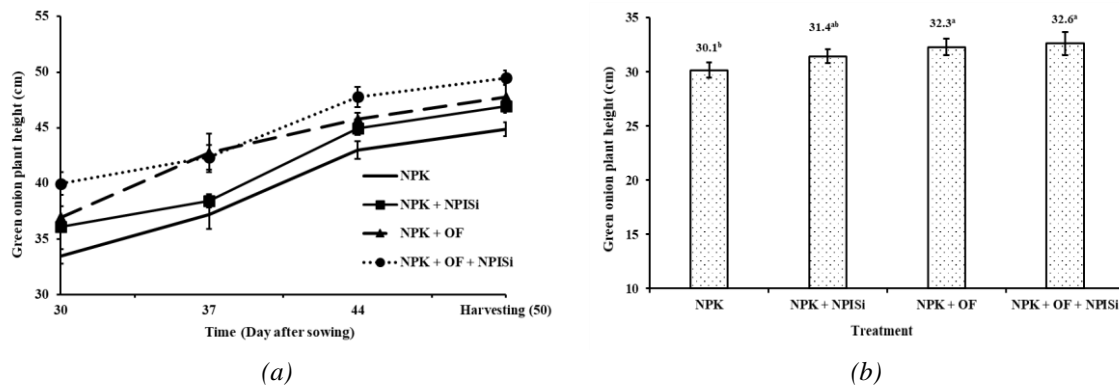 Green onion plant height (cm)
55
50
45
40
35
30
NPK
NPK + NPISi
NPK + OF
NPK + OF + NPISi
30
37
44
Harvesting (50)
Time (Day after sowing)
(a)
Green onion plant height (cm)
35
30
25
20
15
10
30.1ᵇ
31.4ᵃᵇ
32.3ᵃ
32.6ᵃ
NPK
NPK + NPISi
NPK + OF
NPK + OF + NPISi
Treatment
(b)